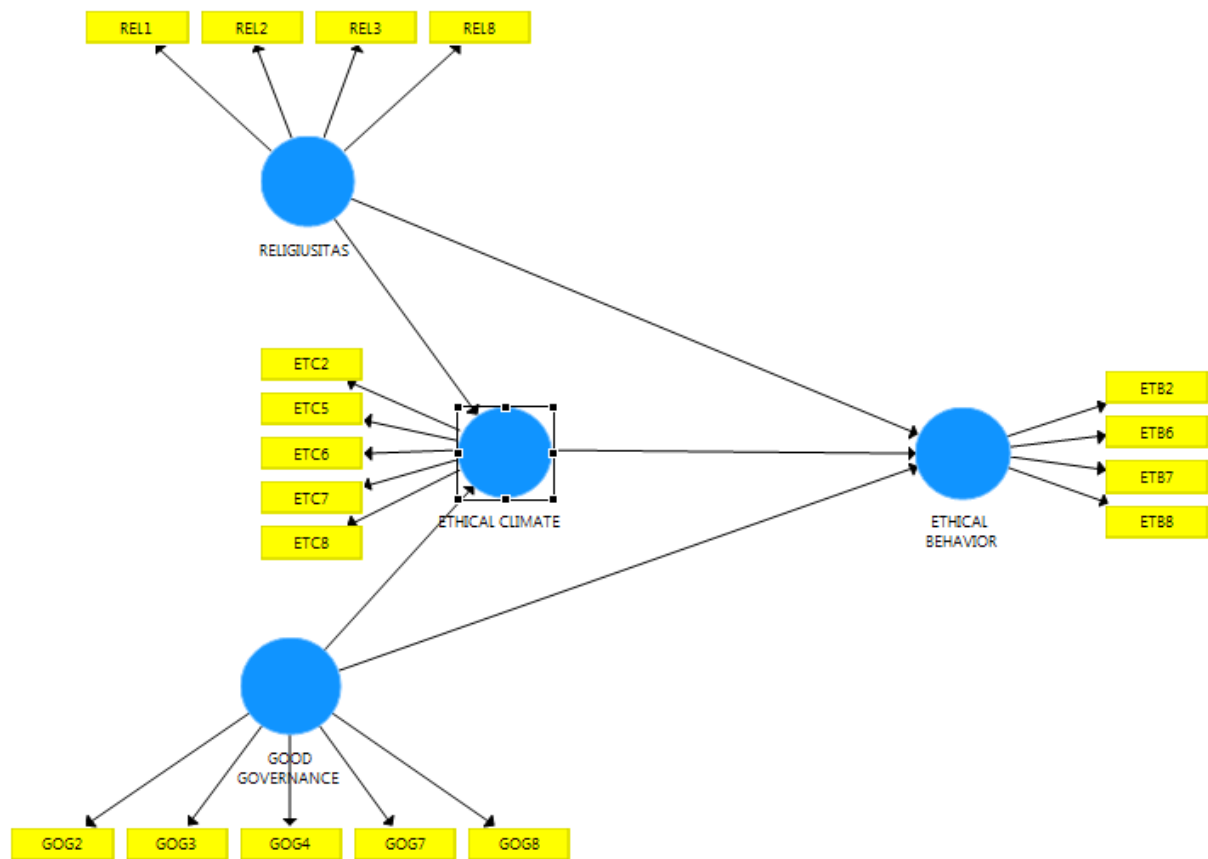 REL1
REL2
REL3
REL8
RELIGIUSITAS
ETC2
ETC5
ETC6
ETC7
ETC8
ETHICAL CLIMATE
ETB2
ETB6
ETB7
ETB8
ETHICAL
BEHAVIOR
GOOD
GOVERNANCE
GOG2
GOG3
GOG4
GOG7
GOG8